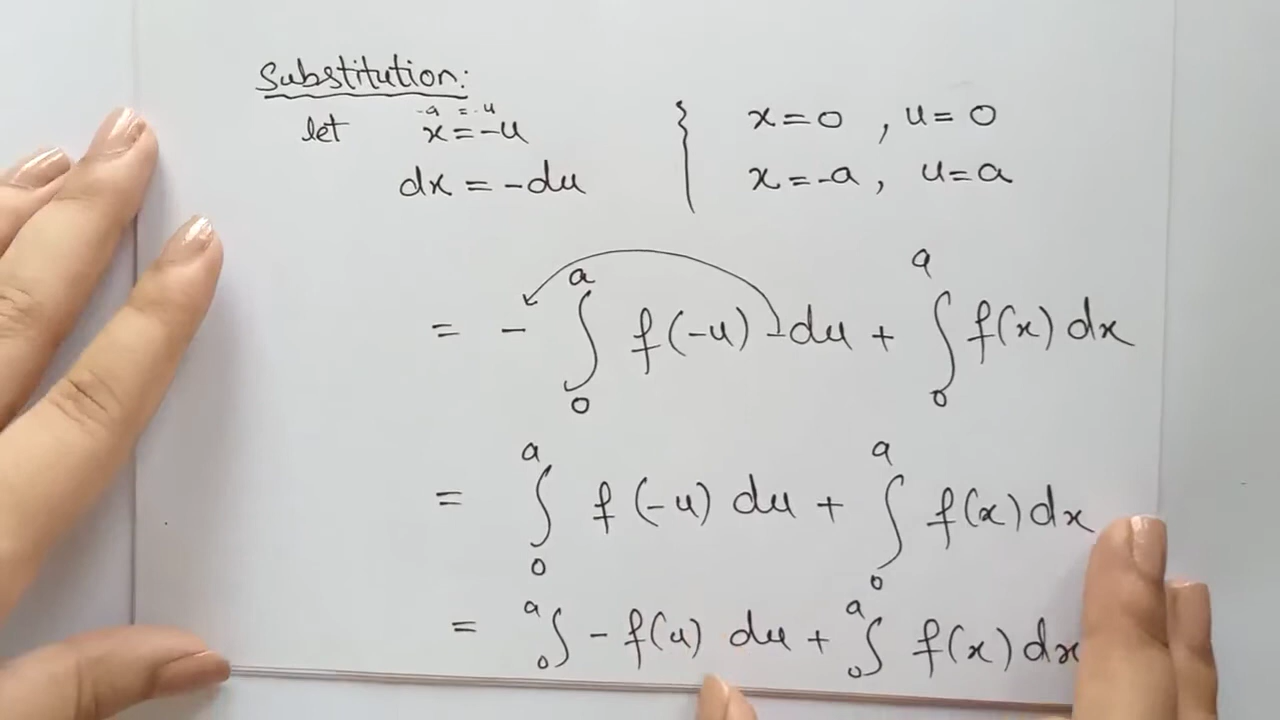 Substitution:
-a = -u
let x = -u { x = 0 , u = 0
dx = -du x = -a , u = a
= - ∫₀ᵃ f(-u) -du + ∫₀ᵃ f(x) dx
= ∫₀ᵃ f(-u) du + ∫₀ᵃ f(x) dx
= ₀ᵃ∫ - f(u) du + ₀ᵃ∫ f(x) dx